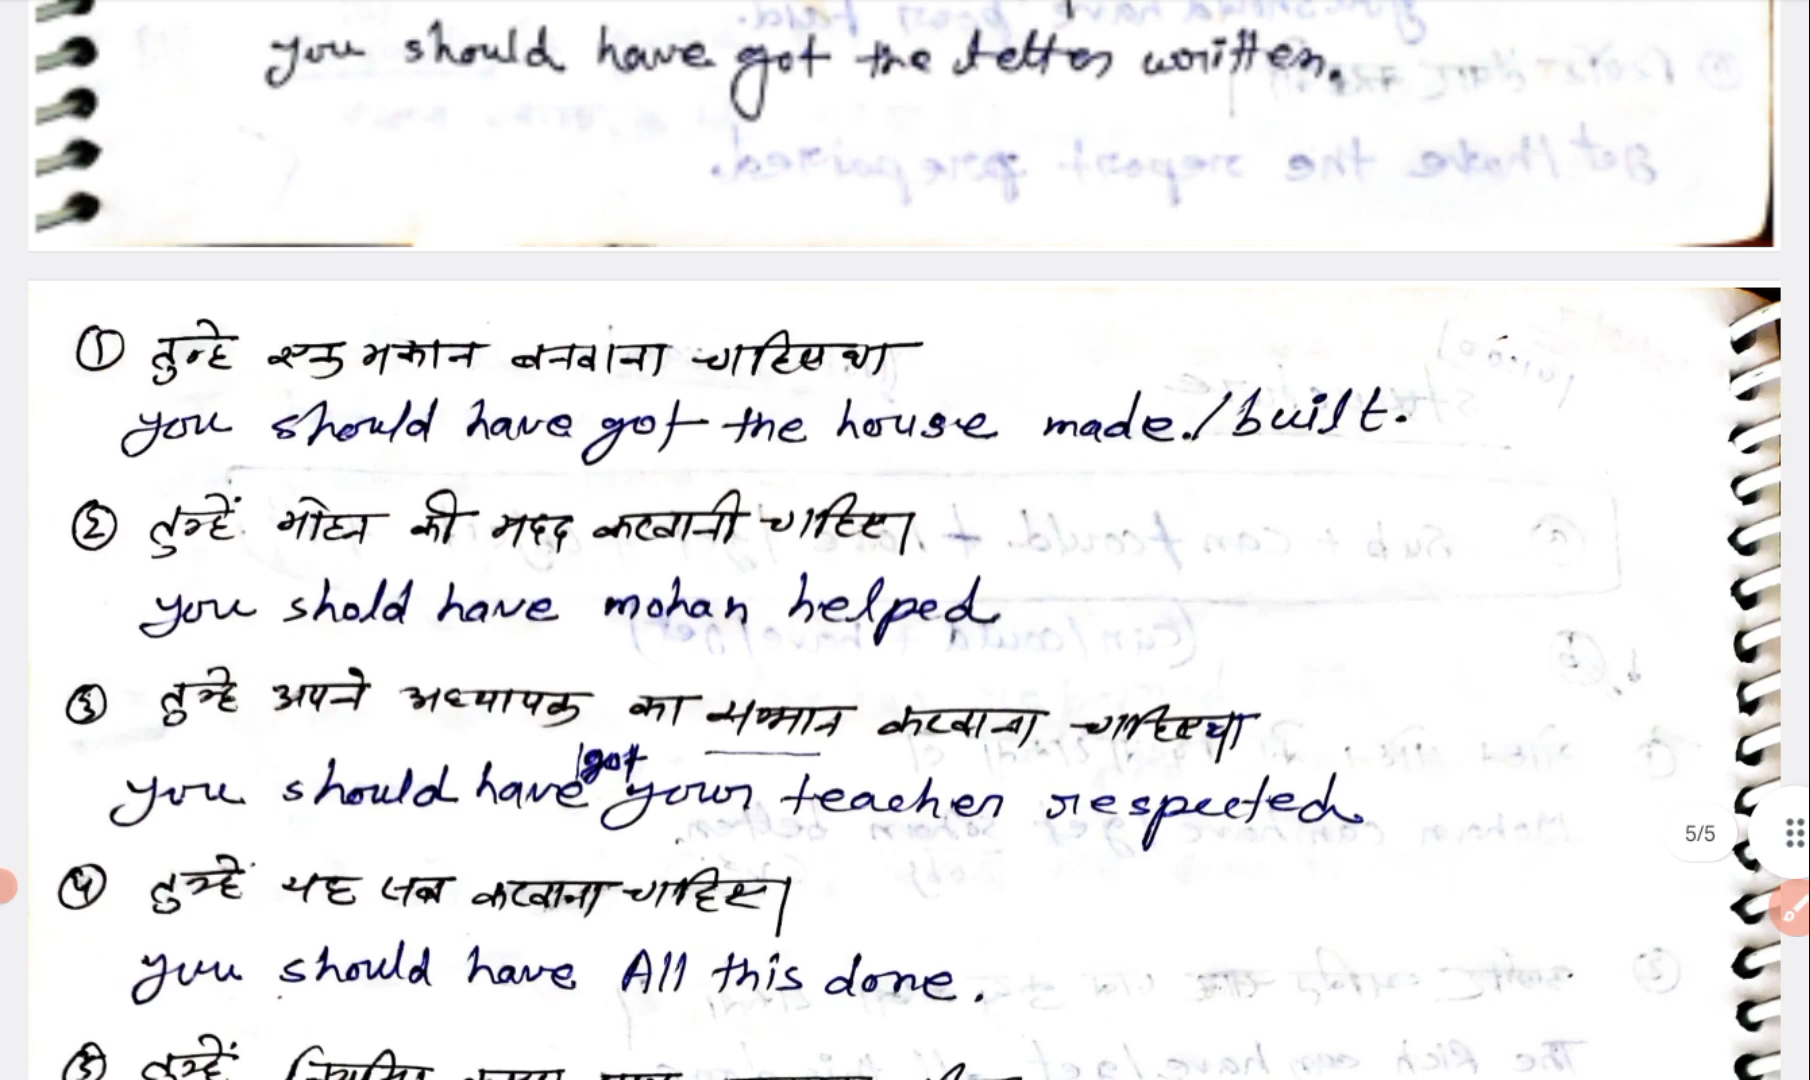 you should have got the letter written.
① तुम्हे एक मकान बनवाना चाहिए था
you should have got the house made./built.
② तुम्हें मोहन की मदद करवानी चाहिए।
you shold have mohan helped
③ तुम्हे अपने अध्यापक का सम्मान करवाना चाहिए था
you should have got your teacher respected.
5/5
④ तुम्हें यह सब करवाना चाहिए।
you should have All this done.
तुम्हें नियमित